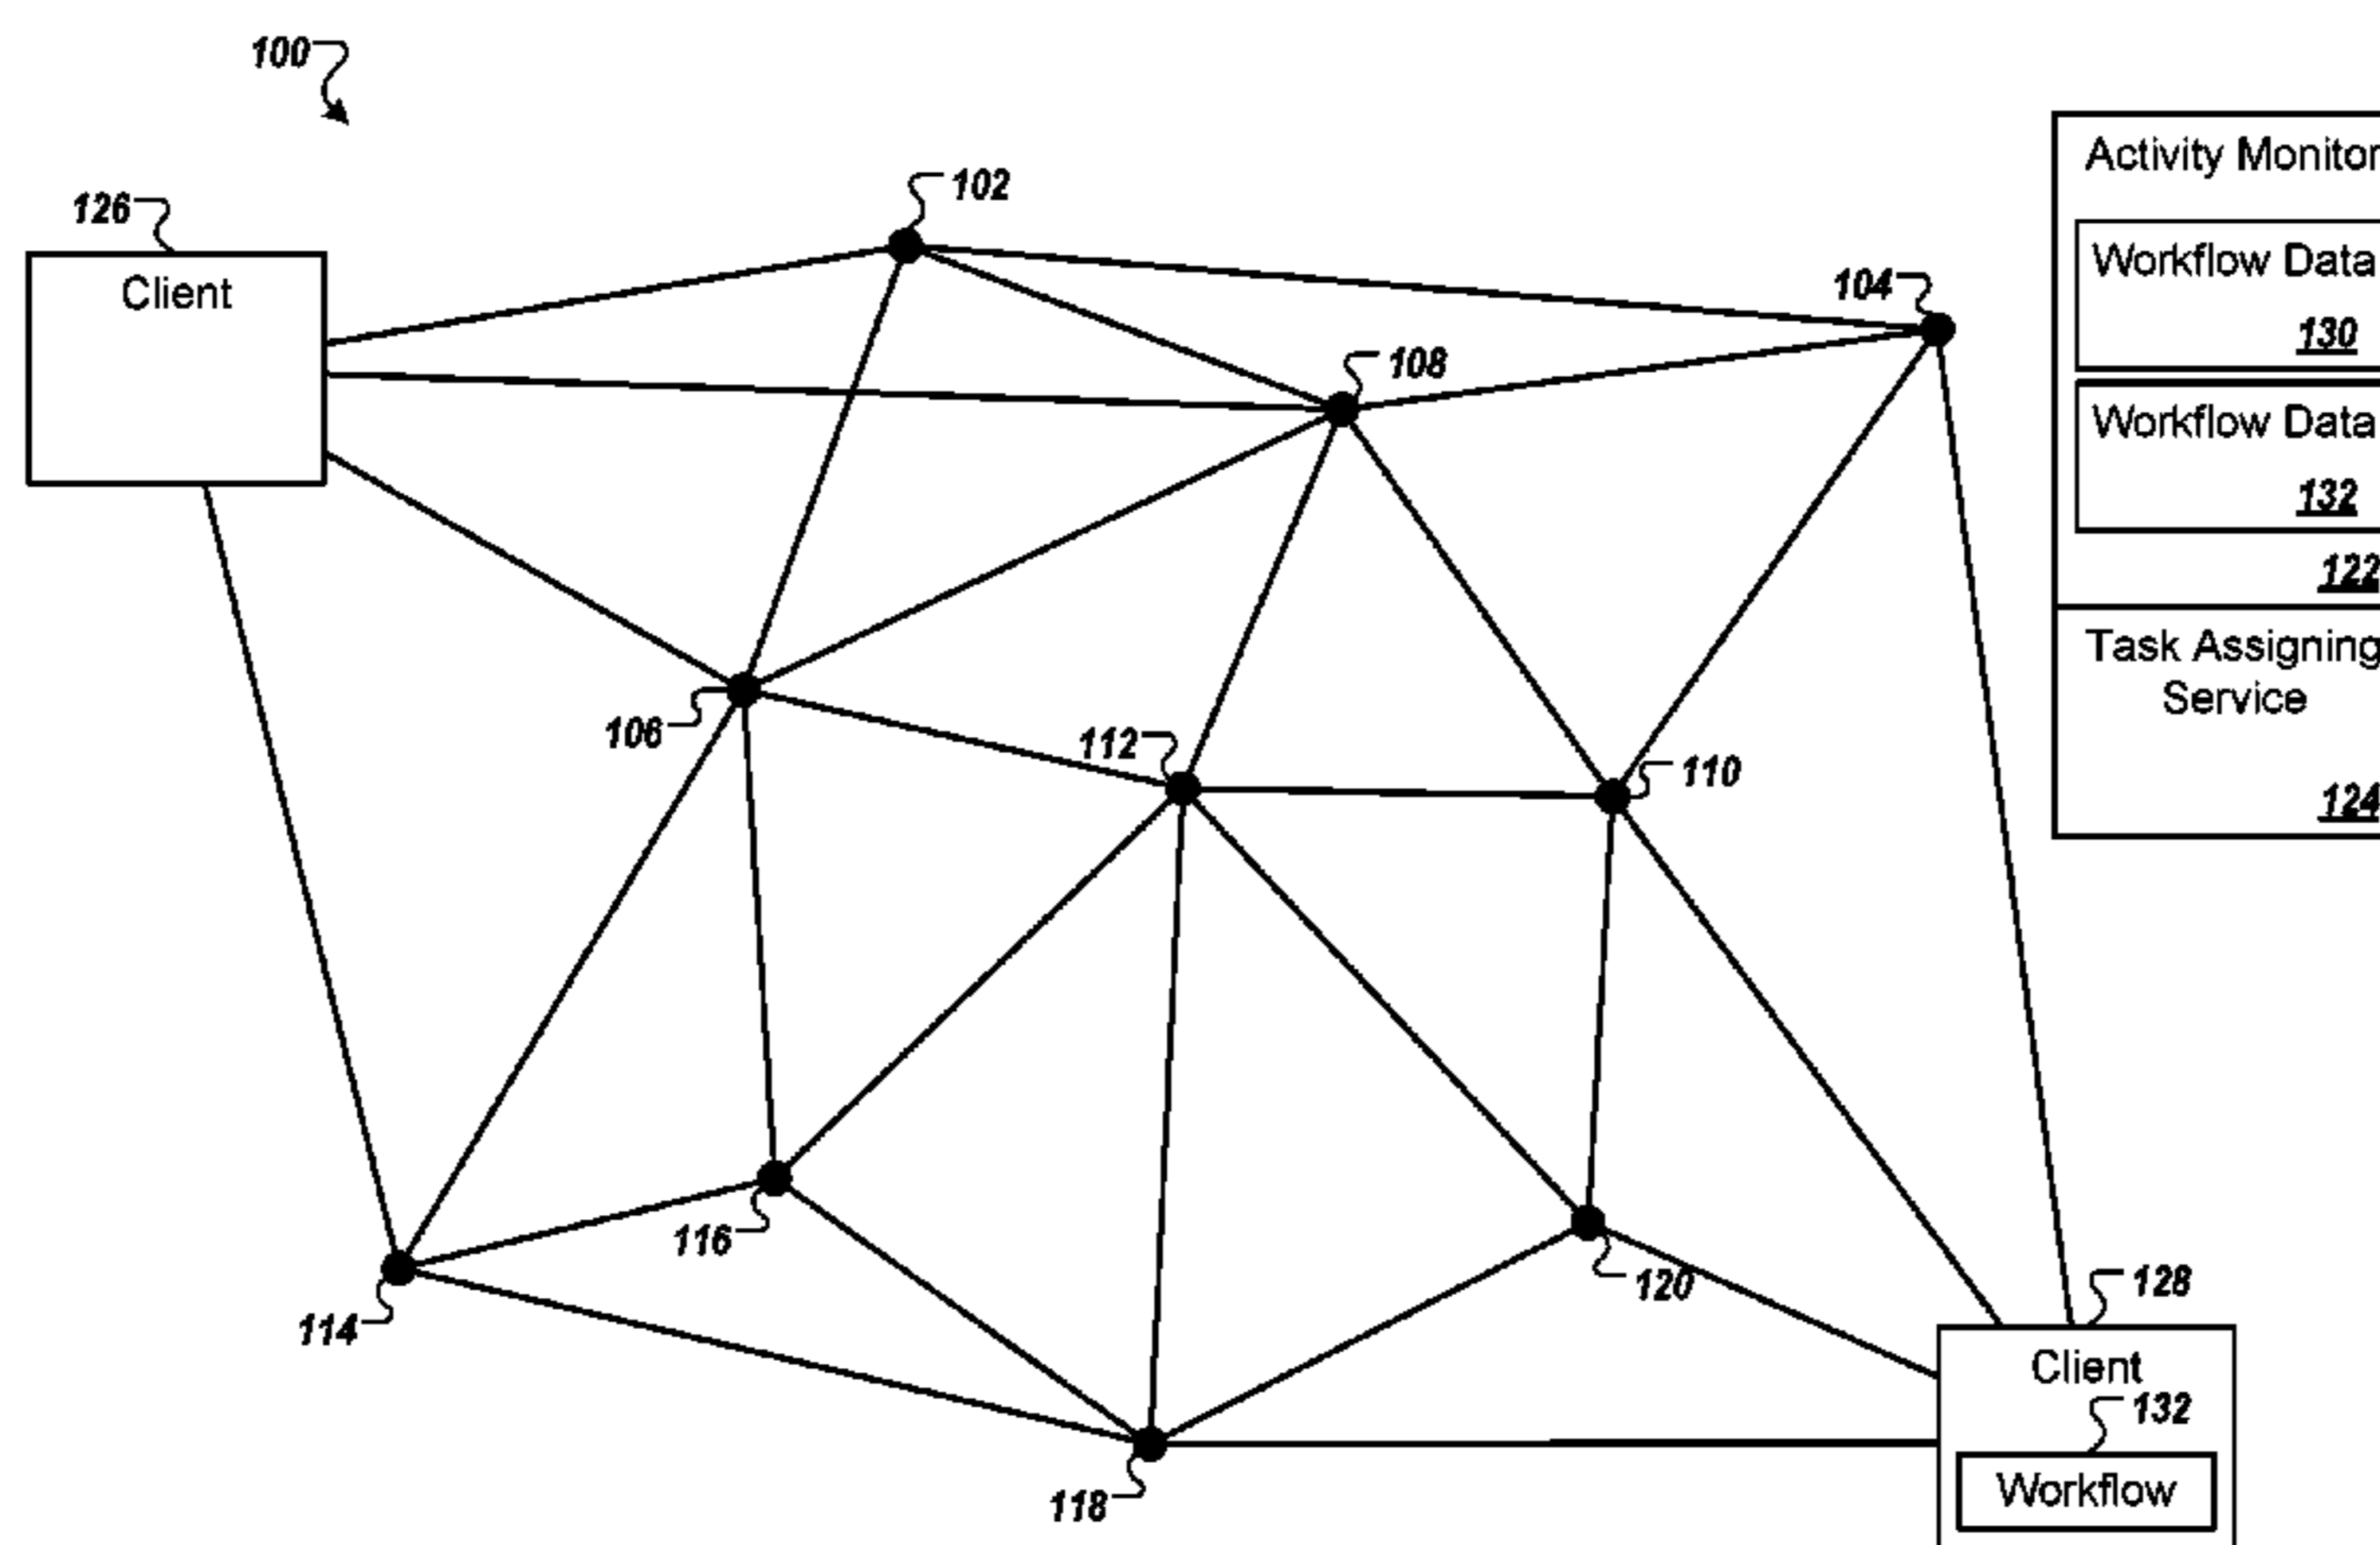 100
102
126
Client
104
108
Activity Monitor
Workflow Data
130
Workflow Data
132
122
Task Assigning
Service
124
106
112
110
116
114
120
118
128
Client
132
Workflow